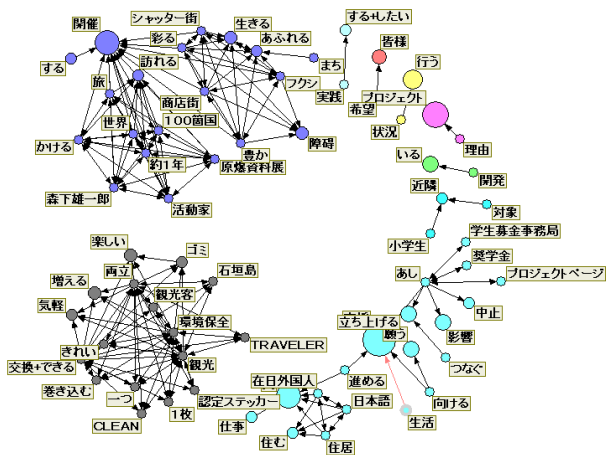 開催
シャッター街
彩る
生きる
あふれる
する
訪れる
まち
旅
フクシ
商店街
世界
100箇国
かける
約1年
原爆資料展
豊か
障碍
森下雄一郎
活動家
する+したい
皆様
実践
希望
プロジェクト
行う
状況
理由
いる
開発
近隣
対象
小学生
学生募金事務局
奨学金
あし
プロジェクトページ
中止
影響
立ち上げる
願う
つなぐ
進める
向ける
生活
在日外国人
日本語
認定ステッカー
仕事
住む
住居
楽しい
ゴミ
両立
石垣島
増える
観光客
気軽
環境保全
きれい
TRAVELER
交換+できる
観光
巻き込む
一つ
1枚
CLEAN